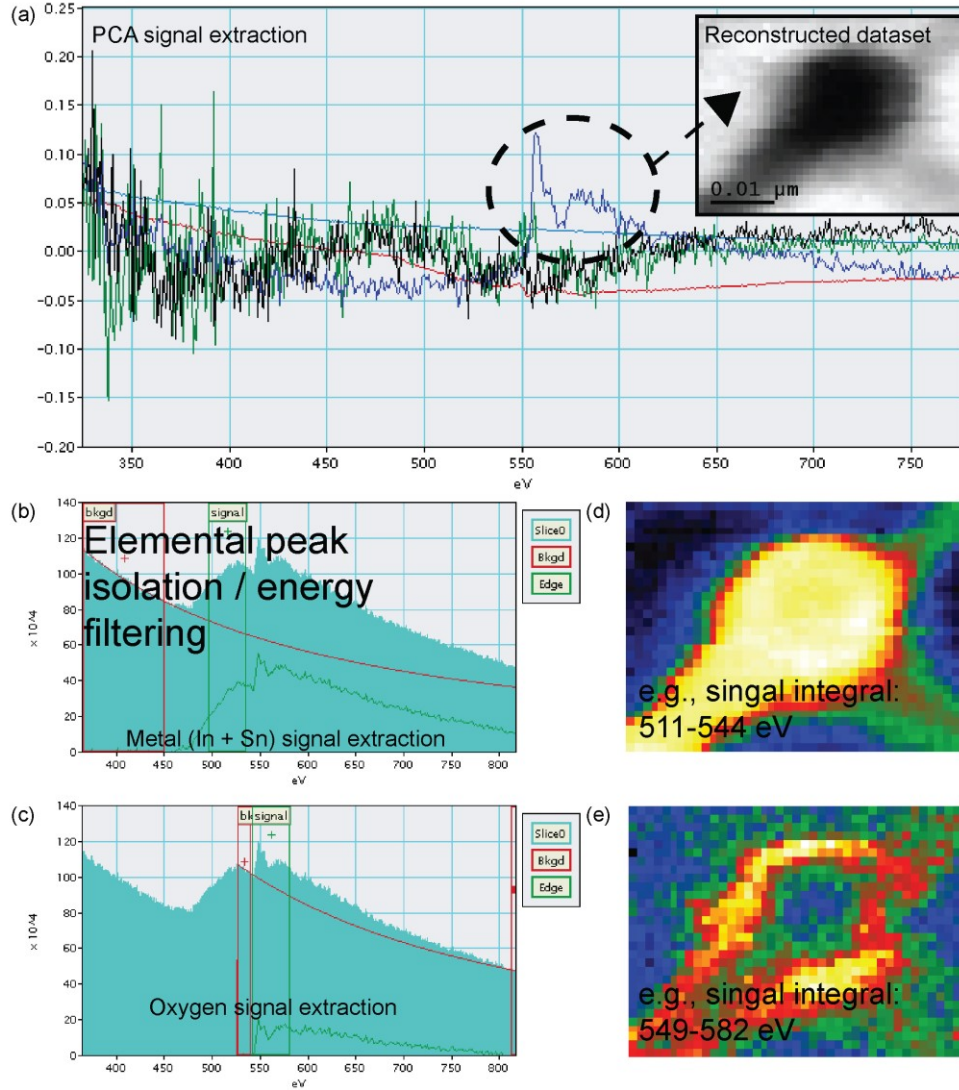 (a)
0.25
0.20
0.15
0.10
0.05
0.00
−0.05
−0.10
−0.15
−0.20
PCA signal extraction
Reconstructed dataset
0.01 µm
350 400 450 500 550 600 650 700 750
eV
(b)
140
120
100
80
60
40
20
0
× 10^4
bkgd
signal
Elemental peak
isolation / energy
filtering
Metal (In + Sn) signal extraction
400 450 500 550 600 650 700 750 800
eV
Slice0
Bkgd
Edge
(d)
e.g., singal integral:
511-544 eV
(c)
140
120
100
80
60
40
20
0
× 10^4
bk
signal
Oxygen signal extraction
400 450 500 550 600 650 700 750 800
eV
Slice0
Bkgd
Edge
(e)
e.g., singal integral:
549-582 eV